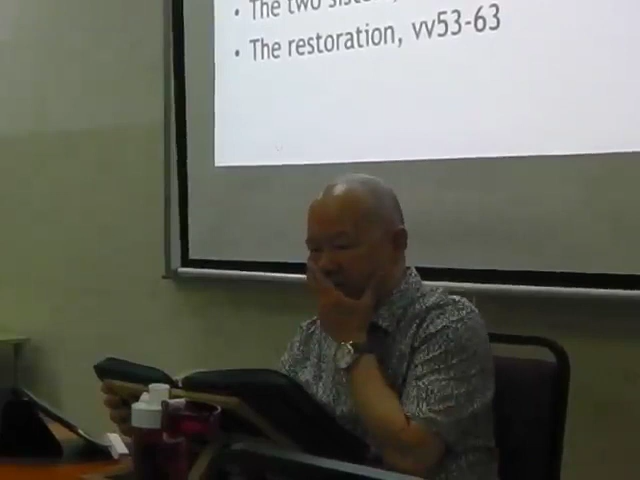 • The two
• The restoration, vv53-63